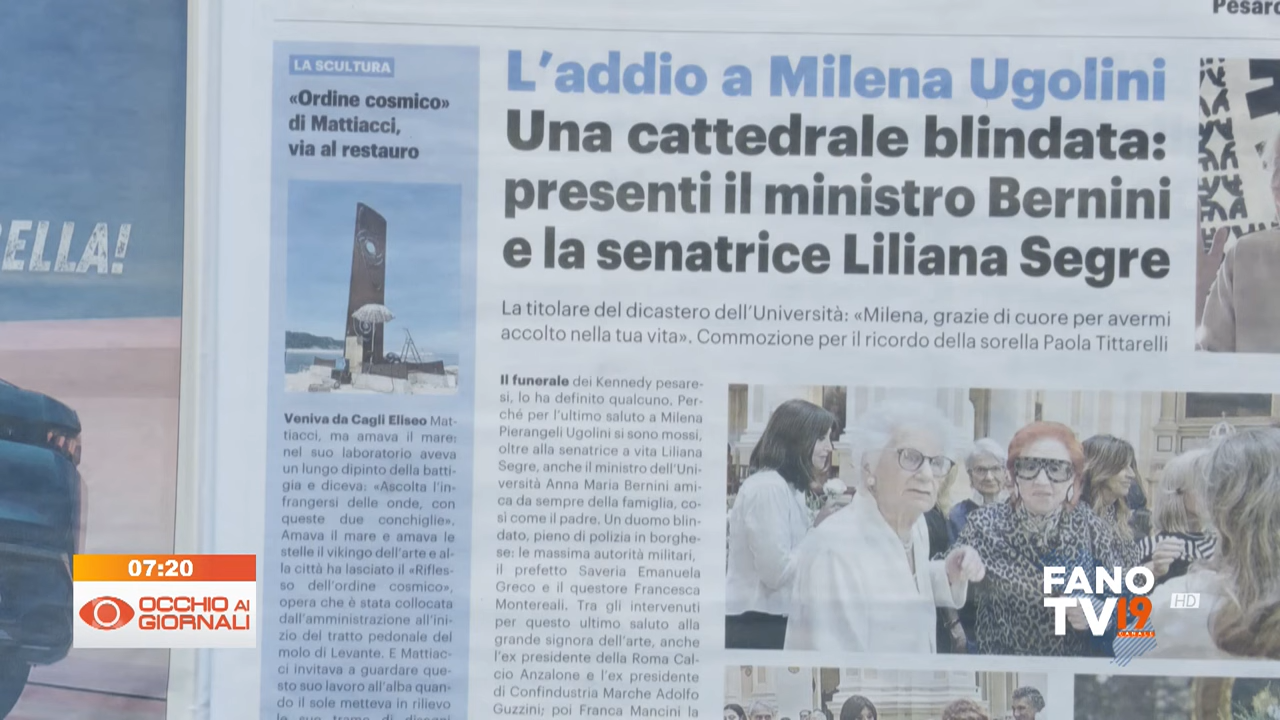 Pesaro
ELLA!
LA SCULTURA
«Ordine cosmico»
di Mattiacci,
via al restauro
Veniva da Cagli Eliseo Mat-
tiacci, ma amava il mare:
nel suo laboratorio aveva
un lungo dipinto della batti-
gia e diceva: «Ascolta l'in-
frangersi delle onde, con
queste due conchiglie».
Amava il mare e amava le
stelle il vikingo dell'arte e al-
la città ha lasciato il «Rifles-
so dell'ordine cosmico»,
opera che è stata collocata
dall'amministrazione all'ini-
zio del tratto pedonale del
molo di Levante. E Mattiac-
ci invitava a guardare que-
sto suo lavoro all'alba quan-
do il sole metteva in rilievo
L'addio a Milena Ugolini
Una cattedrale blindata:
presenti il ministro Bernini
e la senatrice Liliana Segre
La titolare del dicastero dell'Università: «Milena, grazie di cuore per avermi
accolto nella tua vita». Commozione per il ricordo della sorella Paola Tittarelli
Il funerale dei Kennedy pesare-
si, lo ha definito qualcuno. Per-
ché per l'ultimo saluto a Milena
Pierangeli Ugolini si sono mossi,
oltre alla senatrice a vita Liliana
Segre, anche il ministro dell'Uni-
versità Anna Maria Bernini ami-
ca da sempre della famiglia, co-
sì come il padre. Un duomo blin-
dato, pieno di polizia in borghe-
se: le massima autorità militari,
il prefetto Saveria Emanuela
Greco e il questore Francesca
Montereali. Tra gli intervenuti
per questo ultimo saluto alla
grande signora dell'arte, anche
l'ex presidente della Roma Cal-
cio Anzalone e l'ex presidente
di Confindustria Marche Adolfo
Guzzini; poi Franca Mancini la
07:20
OCCHIO AI
GIORNALI
FANO
TV19
CANALE
HD